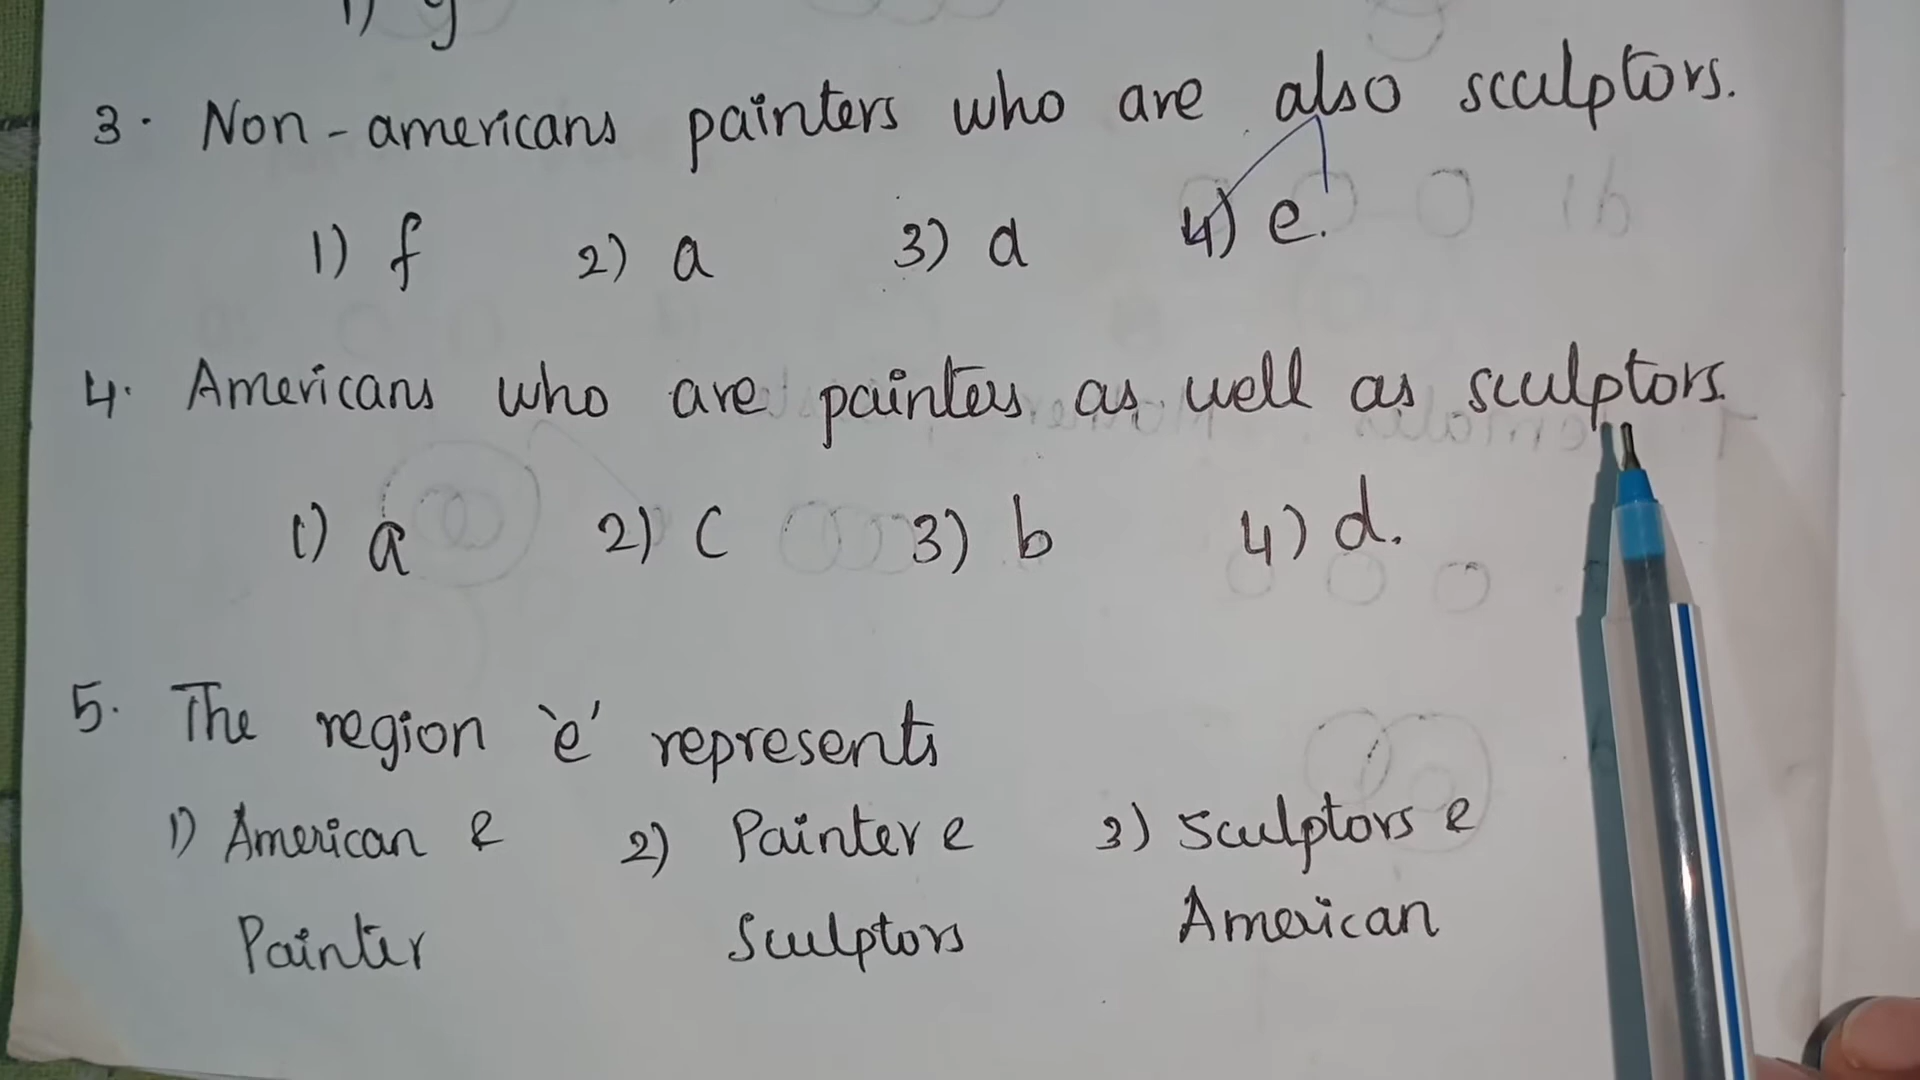 1) g
3. Non-americans painters who are also sculptors.
1) f 2) a 3) d 4) e.
4. Americans who are painters as well as sculptors.
1) a 2) c 3) b 4) d.
5. The region 'e' represents
1) American & 2) Painter & 3) Sculptors &
Painter Sculptors American